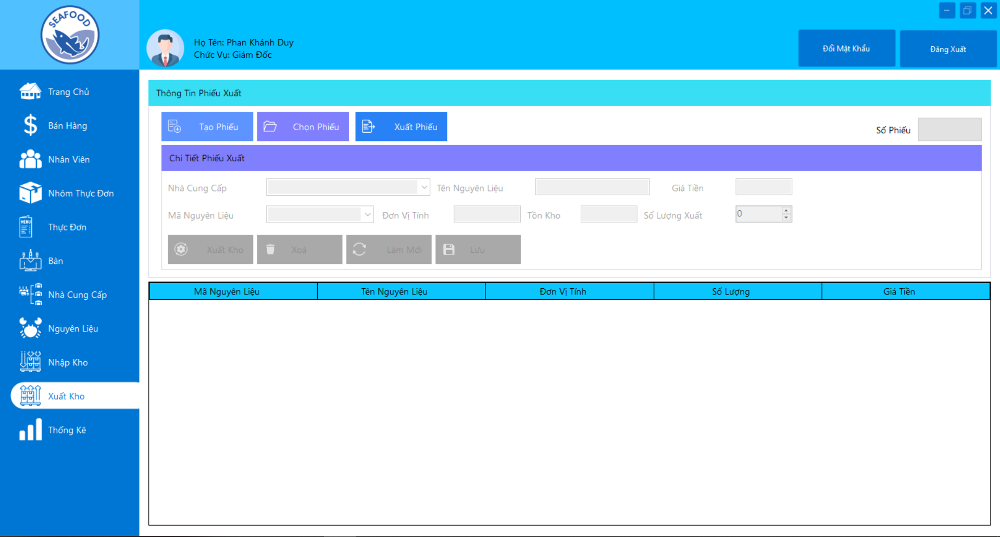 SEAFOOD
Họ Tên: Phan Khánh Duy
Chức Vụ: Giám Đốc
Đổi Mật Khẩu
Đăng Xuất
Trang Chủ
Bán Hàng
Nhân Viên
Nhóm Thực Đơn
MENU
Thực Đơn
Bàn
Nhà Cung Cấp
Nguyên Liệu
Nhập Kho
Xuất Kho
Thống Kê
Thông Tin Phiếu Xuất
Tạo Phiếu
Chọn Phiếu
Xuất Phiếu
Số Phiếu
Chi Tiết Phiếu Xuất
Nhà Cung Cấp
Tên Nguyên Liệu
Giá Tiền
Mã Nguyên Liệu
Đơn Vị Tính
Tồn Kho
Số Lượng Xuất
0
Xuất Kho
Xoá
Làm Mới
Lưu
Mã Nguyên Liệu
Tên Nguyên Liệu
Đơn Vị Tính
Số Lượng
Giá Tiền